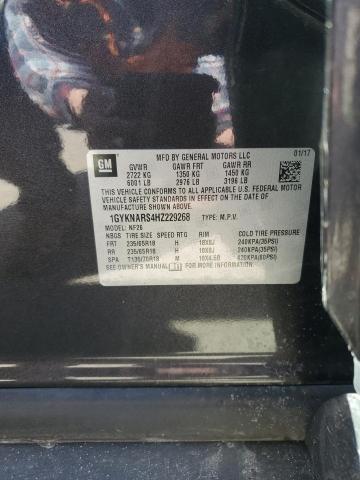 MFD BY GENERAL MOTORS LLC 01/17
GM GVWR GAWR FRT GAWR RR
2722 KG 1350 KG 1450 KG
6001 LB 2976 LB 3196 LB
THIS VEHICLE CONFORMS TO ALL APPLICABLE U.S. FEDERAL MOTOR
VEHICLE SAFETY STANDARDS IN EFFECT ON THE DATE OF
MANUFACTURE SHOWN ABOVE.
1GYKNARS4HZ229268 TYPE: M.P.V.
MODEL: NF26
NBGS TIRE SIZE SPEED RTG RIM COLD TIRE PRESSURE
FRT 235/65R18 H 18X8J 240KPA(35PSI)
RR 235/65R18 H 18X8J 240KPA(35PSI)
SPA T135/70R18 M 18X4.5B 420KPA(60PSI)
SEE OWNER'S MANUAL FOR ADDITIONAL INFORMATION